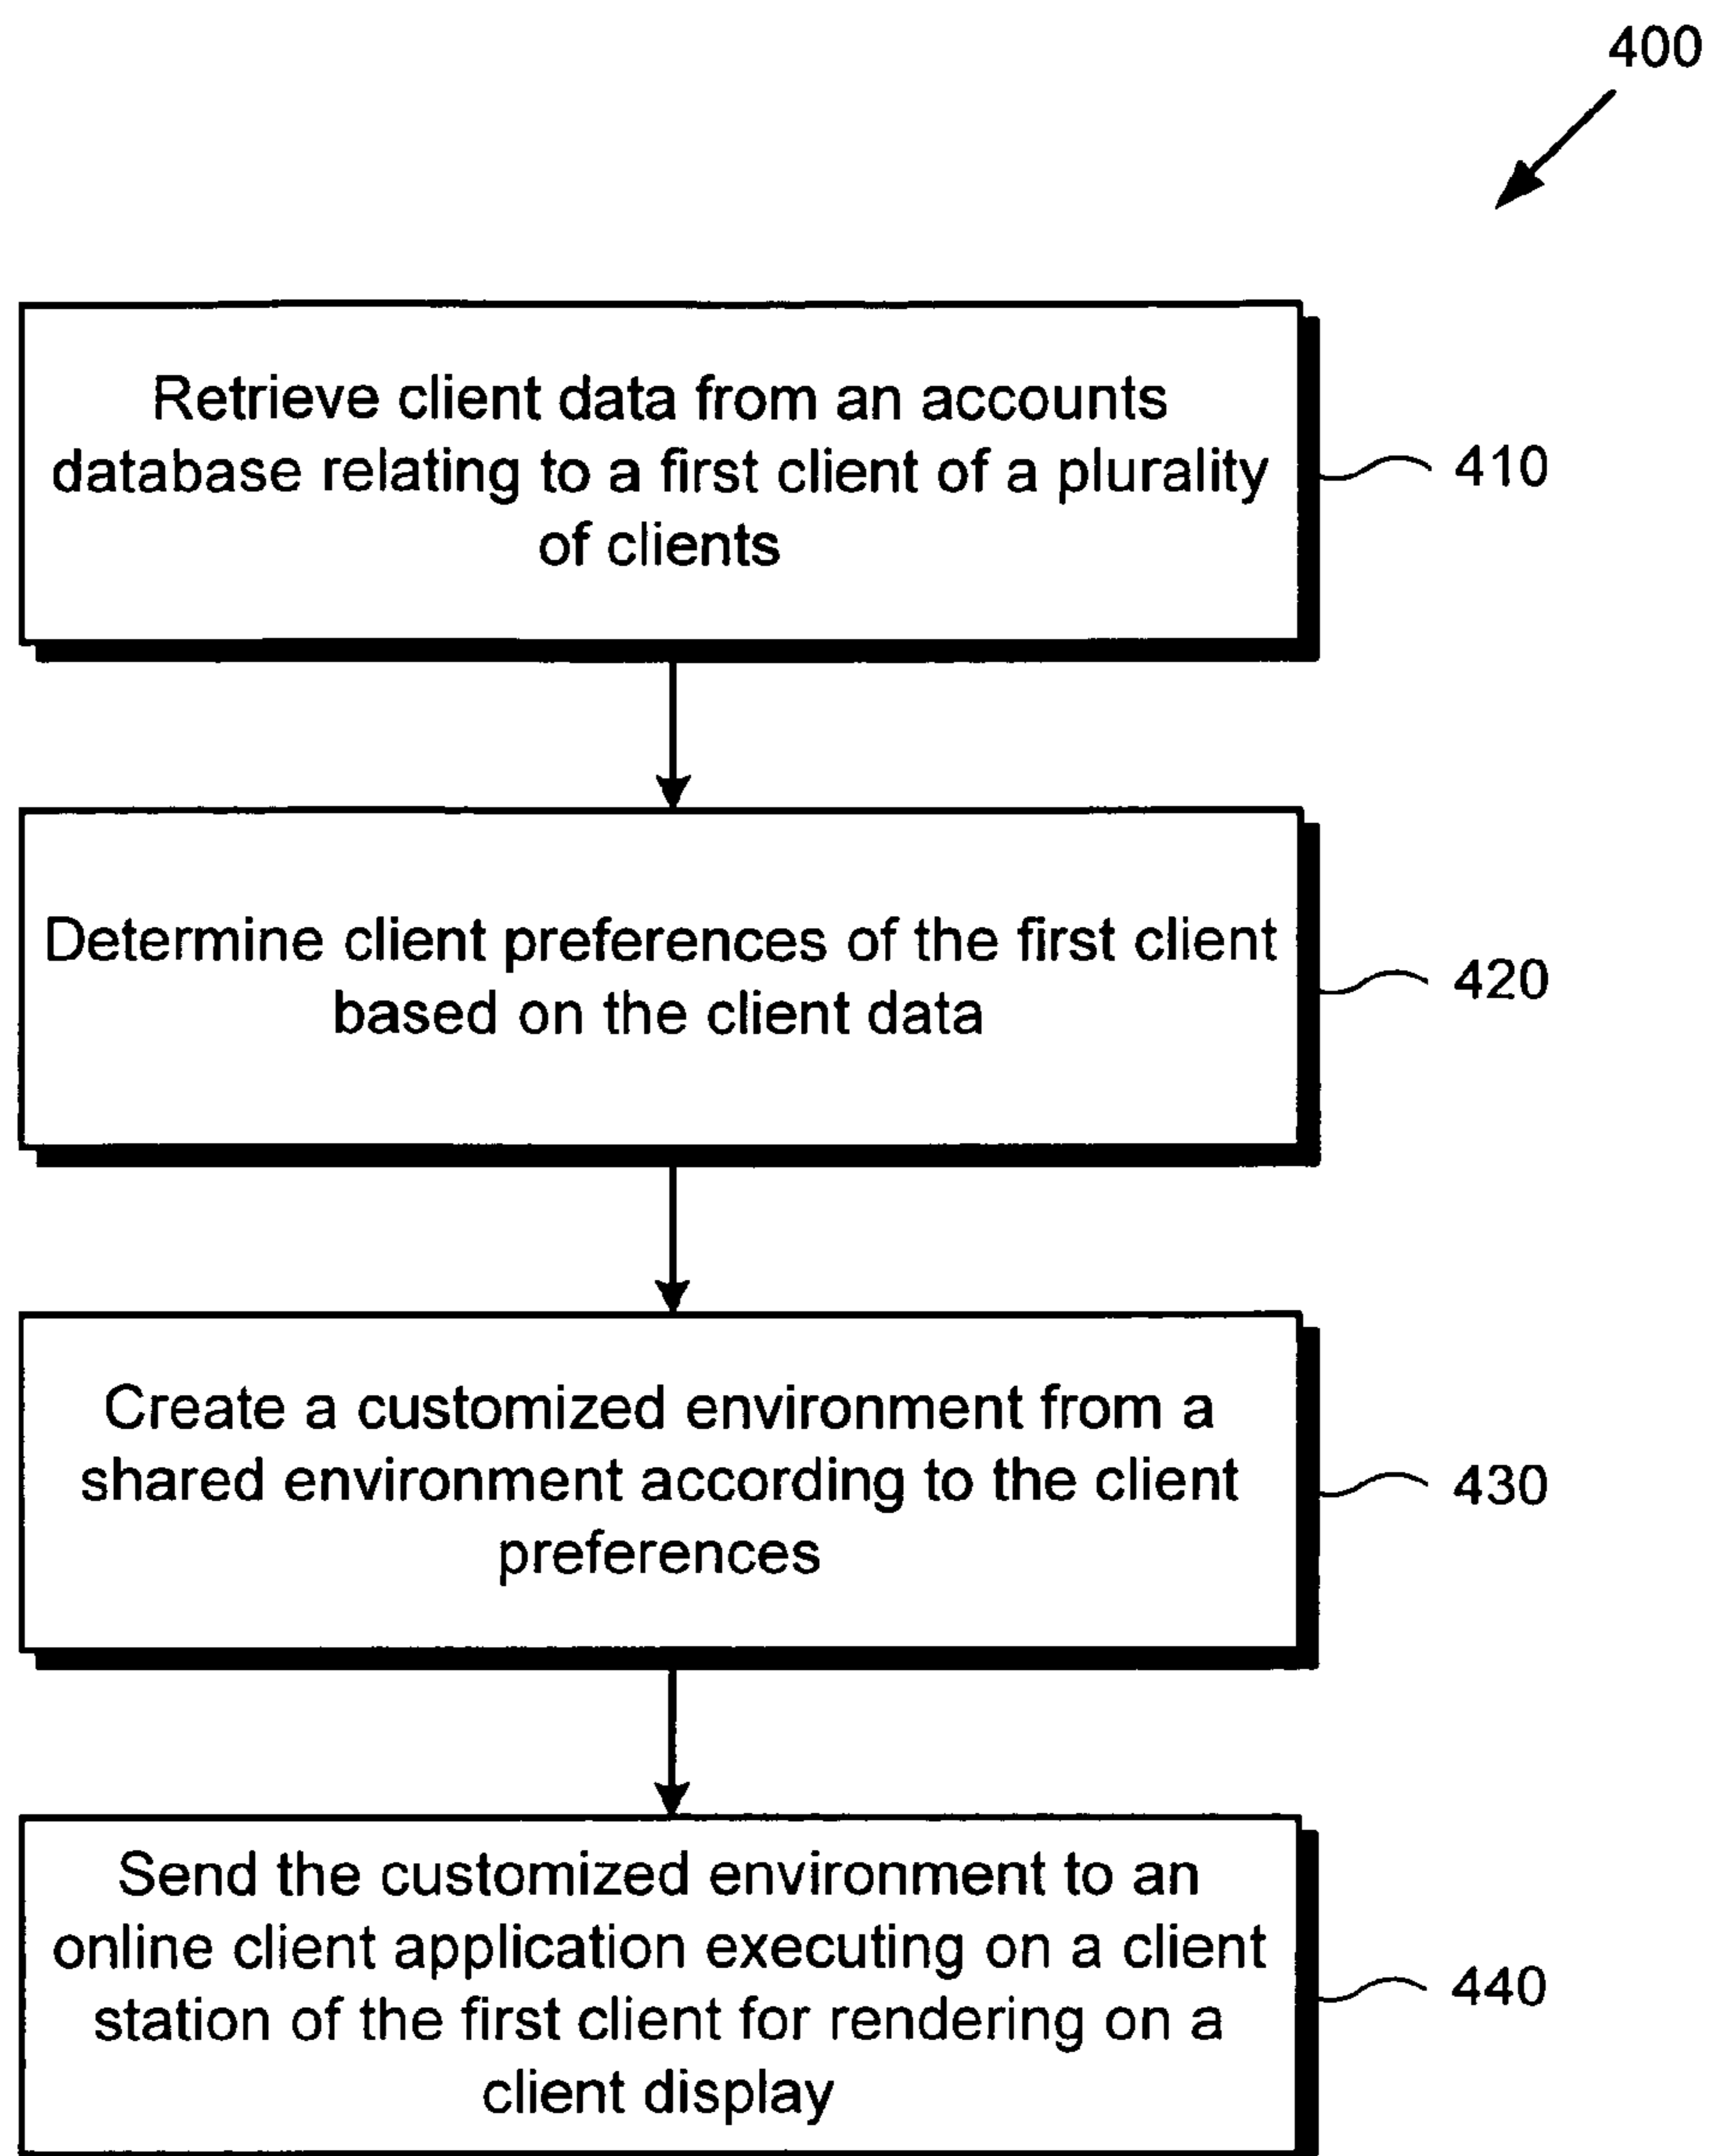 400
Retrieve client data from an accounts
database relating to a first client of a plurality
of clients
410
Determine client preferences of the first client
based on the client data
420
Create a customized environment from a
shared environment according to the client
preferences
430
Send the customized environment to an
online client application executing on a client
station of the first client for rendering on a
client display
440